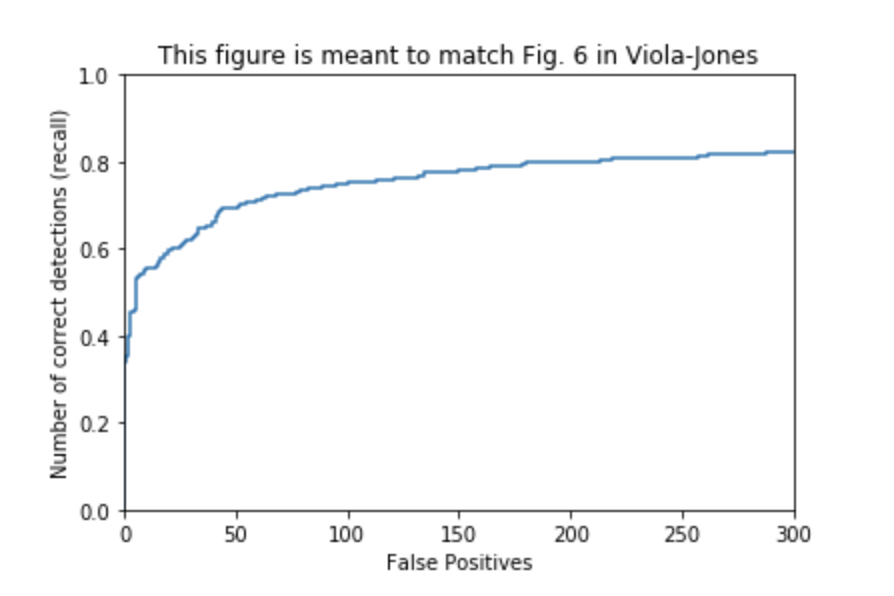 This figure is meant to match Fig. 6 in Viola-Jones
1.0
0.8
0.6
0.4
0.2
0.0
Number of correct detections (recall)
0 50 100 150 200 250 300
False Positives